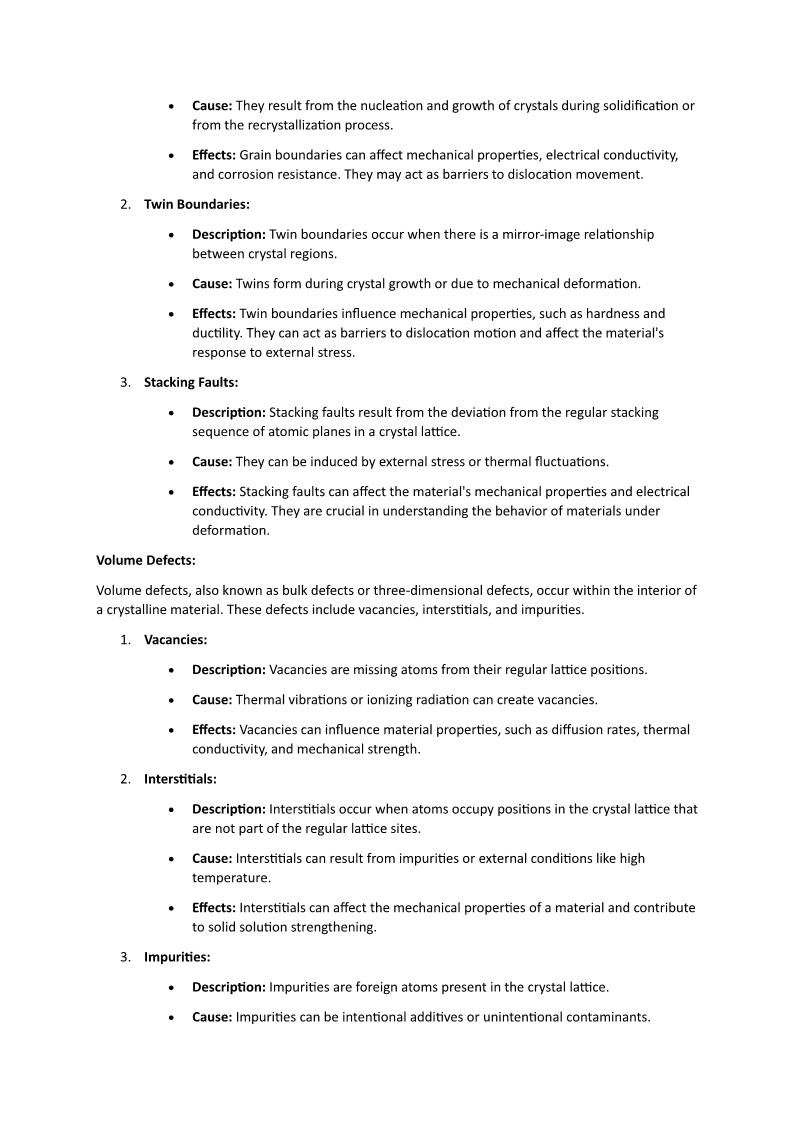 • Cause: They result from the nucleation and growth of crystals during solidification or
from the recrystallization process.
• Effects: Grain boundaries can affect mechanical properties, electrical conductivity,
and corrosion resistance. They may act as barriers to dislocation movement.
2. Twin Boundaries:
• Description: Twin boundaries occur when there is a mirror-image relationship
between crystal regions.
• Cause: Twins form during crystal growth or due to mechanical deformation.
• Effects: Twin boundaries influence mechanical properties, such as hardness and
ductility. They can act as barriers to dislocation motion and affect the material's
response to external stress.
3. Stacking Faults:
• Description: Stacking faults result from the deviation from the regular stacking
sequence of atomic planes in a crystal lattice.
• Cause: They can be induced by external stress or thermal fluctuations.
• Effects: Stacking faults can affect the material's mechanical properties and electrical
conductivity. They are crucial in understanding the behavior of materials under
deformation.
Volume Defects:
Volume defects, also known as bulk defects or three-dimensional defects, occur within the interior of
a crystalline material. These defects include vacancies, interstitials, and impurities.
1. Vacancies:
• Description: Vacancies are missing atoms from their regular lattice positions.
• Cause: Thermal vibrations or ionizing radiation can create vacancies.
• Effects: Vacancies can influence material properties, such as diffusion rates, thermal
conductivity, and mechanical strength.
2. Interstitials:
• Description: Interstitials occur when atoms occupy positions in the crystal lattice that
are not part of the regular lattice sites.
• Cause: Interstitials can result from impurities or external conditions like high
temperature.
• Effects: Interstitials can affect the mechanical properties of a material and contribute
to solid solution strengthening.
3. Impurities:
• Description: Impurities are foreign atoms present in the crystal lattice.
• Cause: Impurities can be intentional additives or unintentional contaminants.